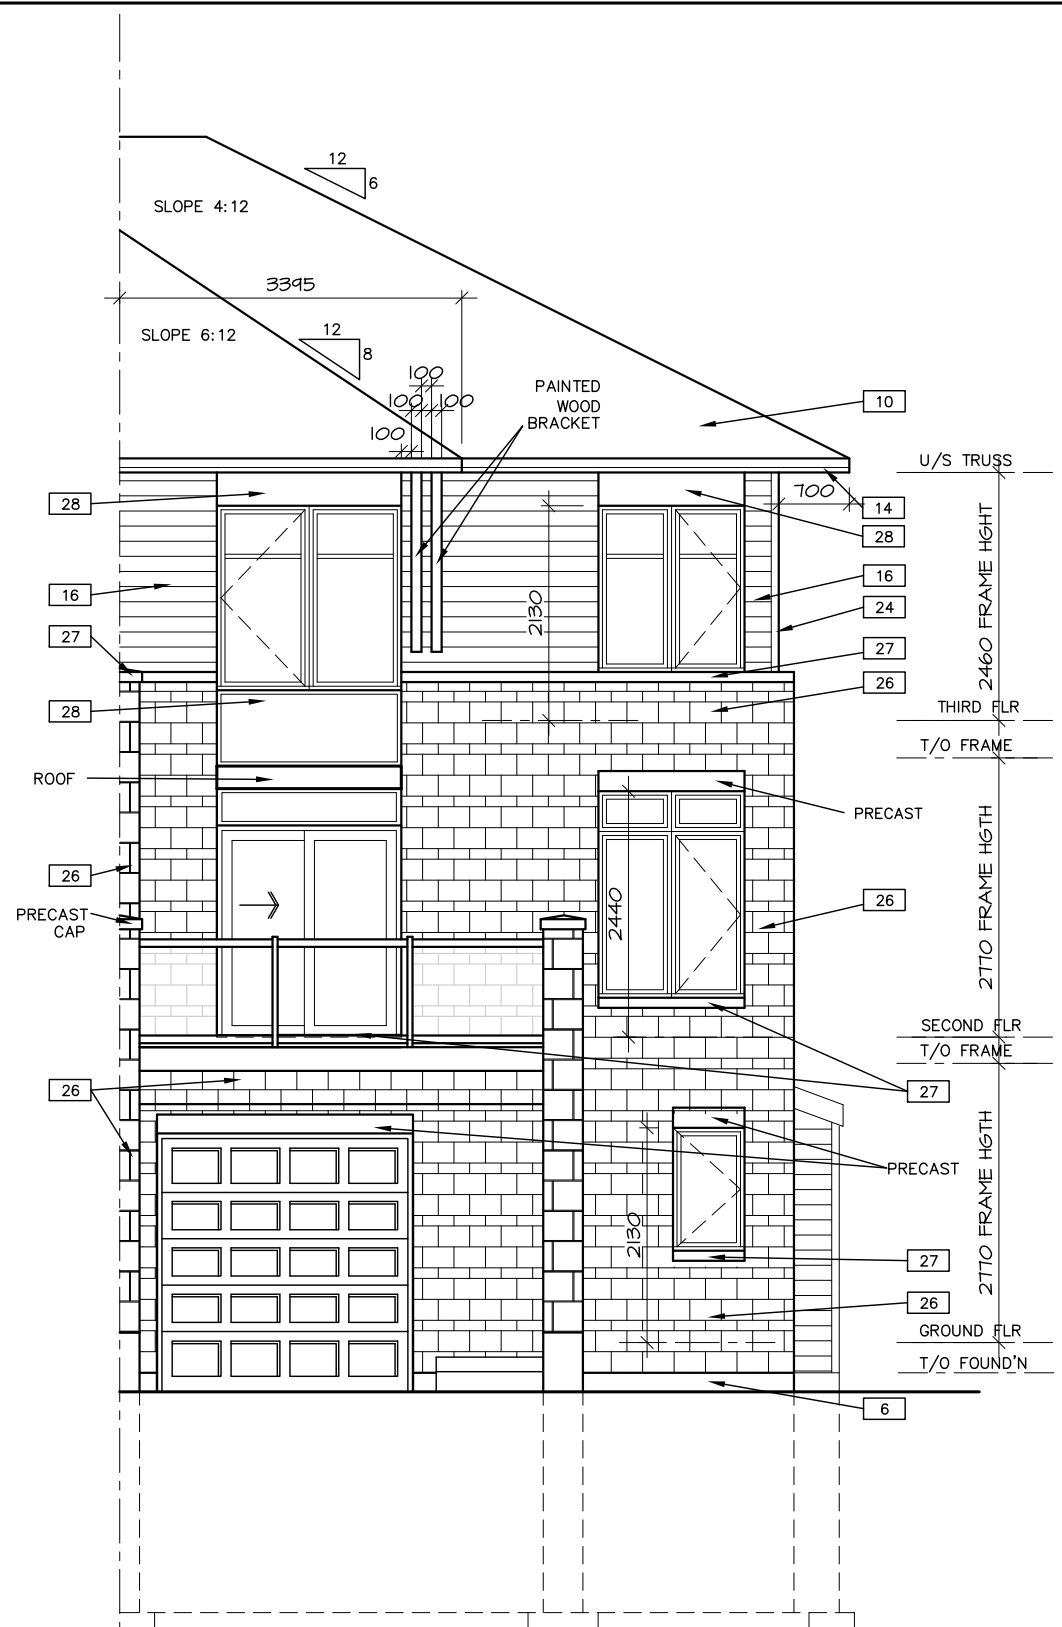 12
6
SLOPE 4:12
3395
SLOPE 6:12
12
8
100
100
100
100
PAINTED
WOOD
BRACKET
10
U/S TRUSS
700
14
28
28
16
24
16
27
27
26
28
2130
2460 FRAME HGHT
THIRD FLR
T/O FRAME
ROOF
PRECAST
26
PRECAST
CAP
26
2440
2770 FRAME HGTH
SECOND FLR
T/O FRAME
26
27
PRECAST
2130
2770 FRAME HGTH
27
26
GROUND FLR
T/O FOUND'N
6